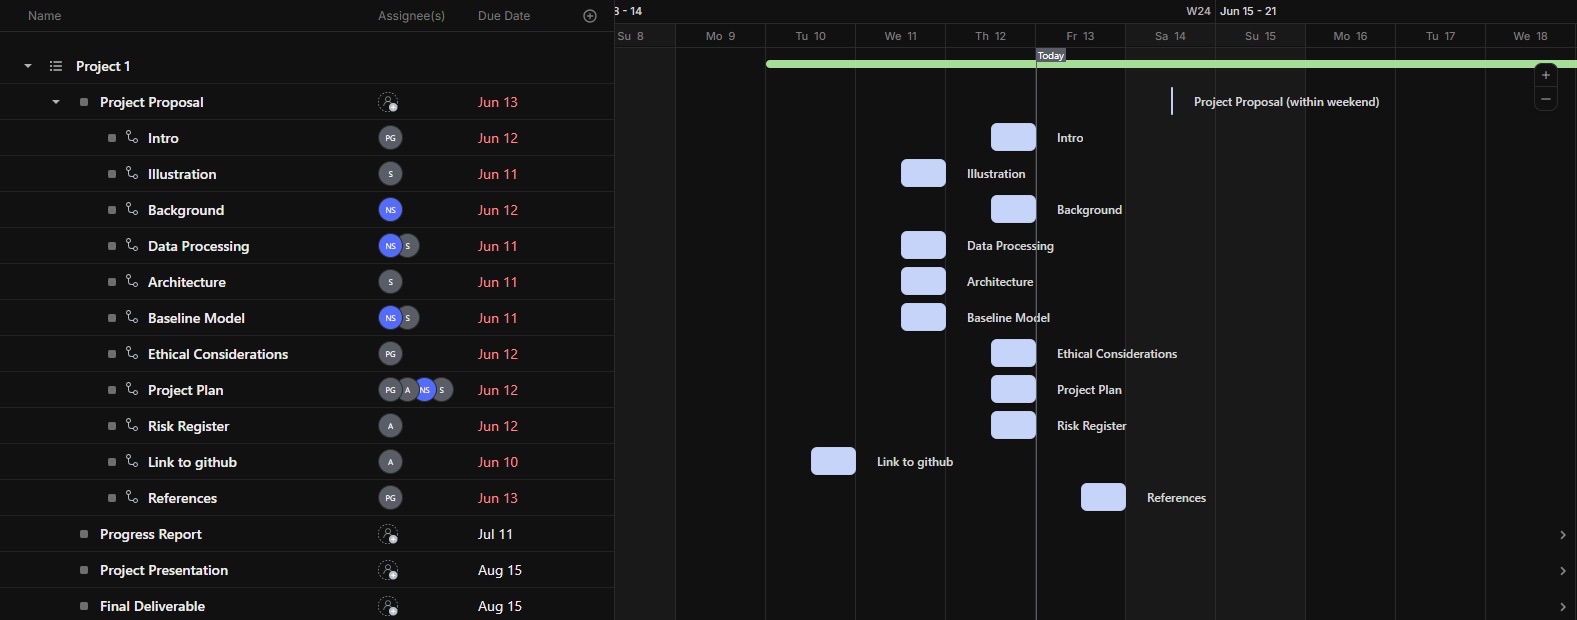 Name Assignee(s) Due Date
- 14 W24 Jun 15 - 21
Su 8 Mo 9 Tu 10 We 11 Th 12 Fr 13 Sa 14 Su 15 Mo 16 Tu 17 We 18
Today
Project 1
Project Proposal Jun 13 Project Proposal (within weekend)
Intro PG Jun 12 Intro
Illustration S Jun 11 Illustration
Background NS Jun 12 Background
Data Processing NS S Jun 11 Data Processing
Architecture S Jun 11 Architecture
Baseline Model NS S Jun 11 Baseline Model
Ethical Considerations PG Jun 12 Ethical Considerations
Project Plan PG A NS S Jun 12 Project Plan
Risk Register A Jun 12 Risk Register
Link to github A Jun 10 Link to github
References PG Jun 13 References
Progress Report Jul 11
Project Presentation Aug 15
Final Deliverable Aug 15